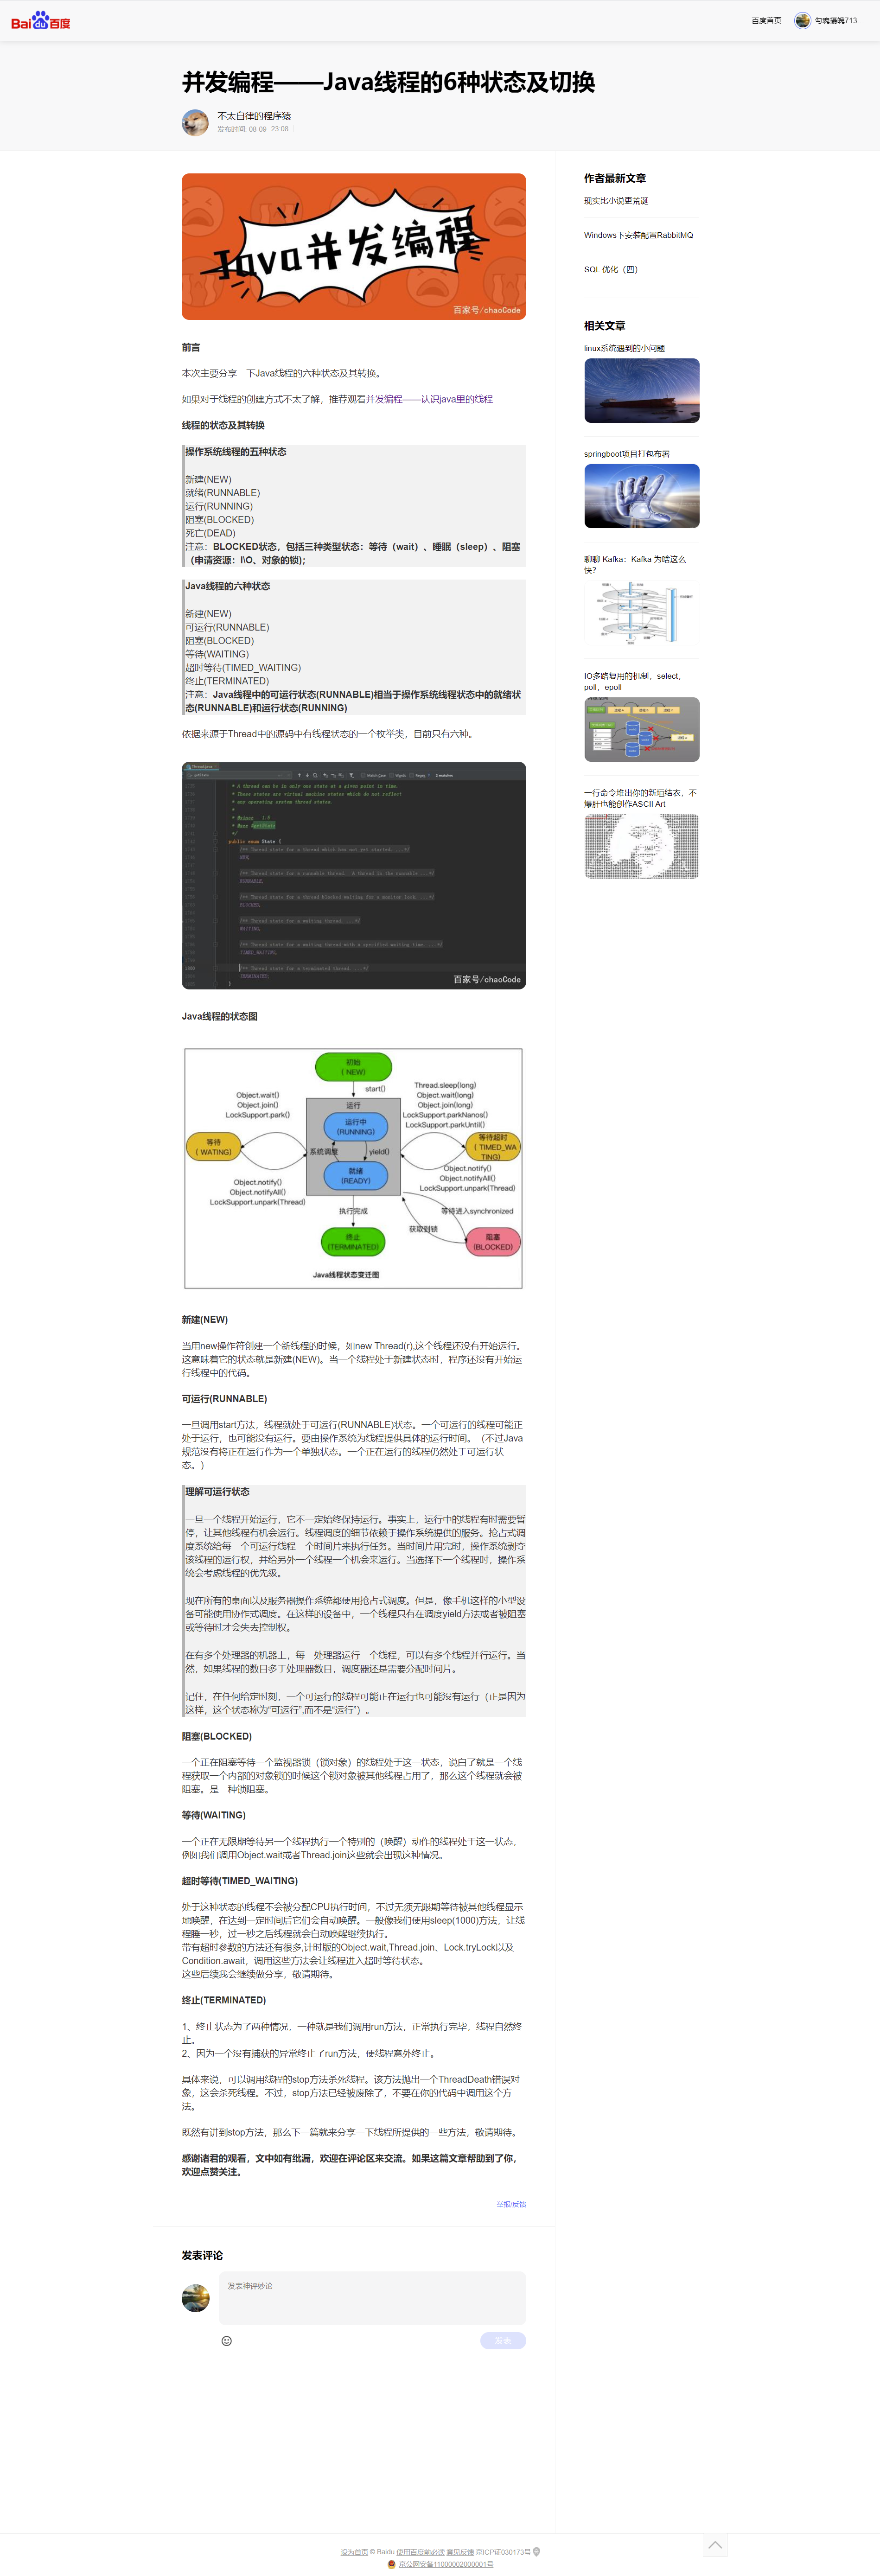 Bai du 百度
百度首页
勾魂摄魄713...
并发编程——Java线程的6种状态及切换
不太自律的程序猿
发布时间: 08-09 23:08
Java并发编程
百家号/chaoCode
前言
本次主要分享一下Java线程的六种状态及其转换。
如果对于线程的创建方式不太了解，推荐观看并发编程——认识java里的线程
线程的状态及其转换
操作系统线程的五种状态
新建(NEW)
就绪(RUNNABLE)
运行(RUNNING)
阻塞(BLOCKED)
死亡(DEAD)
注意：BLOCKED状态，包括三种类型状态：等待（wait）、睡眠（sleep）、阻塞
（申请资源：I\O、对象的锁);
Java线程的六种状态
新建(NEW)
可运行(RUNNABLE)
阻塞(BLOCKED)
等待(WAITING)
超时等待(TIMED_WAITING)
终止(TERMINATED)
注意：Java线程中的可运行状态(RUNNABLE)相当于操作系统线程状态中的就绪状
态(RUNNABLE)和运行状态(RUNNING)
依据来源于Thread中的源码中有线程状态的一个枚举类，目前只有六种。
* A thread can be in only one state at a given point in time.
* These states are virtual machine states which do not reflect
* any operating system thread states.
*
* @since 1.5
* @see #getState
*/
public enum State {
/** Thread state for a thread which has not yet started. ...*/
NEW,
/** Thread state for a runnable thread. A thread in the runnable ...*/
RUNNABLE,
/** Thread state for a thread blocked waiting for a monitor lock. ...*/
BLOCKED,
/** Thread state for a waiting thread. ...*/
WAITING,
/** Thread state for a waiting thread with a specified waiting time. ...*/
TIMED_WAITING,
/** Thread state for a terminated thread. ...*/
TERMINATED;
}
百家号/chaoCode
Java线程的状态图
初始
( NEW)
start()
Object.wait()
Object.join()
LockSupport.park()
Thread.sleep(long)
Object.wait(long)
Object.join(long)
LockSupport.parkNanos()
LockSupport.parkUntil()
运行
运行中
(RUNNING)
等待
( WATING)
等待超时
( TIMED_WA
TING)
系统调度
yield()
就绪
(READY)
Object.notify()
Object.notifyAll()
LockSupport.unpark(Thread)
Object.notify()
Object.notifyAll()
LockSupport.unpark(Thread)
执行完成
等待进入synchronized
获取到锁
终止
(TERMINATED)
阻塞
(BLOCKED)
Java线程状态变迁图
新建(NEW)
当用new操作符创建一个新线程的时候，如new Thread(r),这个线程还没有开始运行。
这意味着它的状态就是新建(NEW)。当一个线程处于新建状态时，程序还没有开始运
行线程中的代码。
可运行(RUNNABLE)
一旦调用start方法，线程就处于可运行(RUNNABLE)状态。一个可运行的线程可能正
处于运行，也可能没有运行。要由操作系统为线程提供具体的运行时间。（不过Java
规范没有将正在运行作为一个单独状态。一个正在运行的线程仍然处于可运行状
态。）
理解可运行状态
一旦一个线程开始运行，它不一定始终保持运行。事实上，运行中的线程有时需要暂
停，让其他线程有机会运行。线程调度的细节依赖于操作系统提供的服务。抢占式调
度系统给每一个可运行线程一个时间片来执行任务。当时间片用完时，操作系统剥夺
该线程的运行权，并给另外一个线程一个机会来运行。当选择下一个线程时，操作系
统会考虑线程的优先级。
现在所有的桌面以及服务器操作系统都使用抢占式调度。但是，像手机这样的小型设
备可能使用协作式调度。在这样的设备中，一个线程只有在调度yield方法或者被阻塞
或等待时才会失去控制权。
在有多个处理器的机器上，每一处理器运行一个线程，可以有多个线程并行运行。当
然，如果线程的数目多于处理器数目，调度器还是需要分配时间片。
记住，在任何给定时刻，一个可运行的线程可能正在运行也可能没有运行（正是因为
这样，这个状态称为“可运行”,而不是“运行”）。
阻塞(BLOCKED)
一个正在阻塞等待一个监视器锁（锁对象）的线程处于这一状态，说白了就是一个线
程获取一个内部的对象锁的时候这个锁对象被其他线程占用了，那么这个线程就会被
阻塞。是一种锁阻塞。
等待(WAITING)
一个正在无限期等待另一个线程执行一个特别的（唤醒）动作的线程处于这一状态，
例如我们调用Object.wait或者Thread.join这些就会出现这种情况。
超时等待(TIMED_WAITING)
处于这种状态的线程不会被分配CPU执行时间，不过无须无限期等待被其他线程显示
地唤醒，在达到一定时间后它们会自动唤醒。一般像我们使用sleep(1000)方法，让线
程睡一秒，过一秒之后线程就会自动唤醒继续执行。
带有超时参数的方法还有很多,计时版的Object.wait,Thread.join、Lock.tryLock以及
Condition.await，调用这些方法会让线程进入超时等待状态。
这些后续我会继续做分享，敬请期待。
终止(TERMINATED)
1、终止状态为了两种情况，一种就是我们调用run方法，正常执行完毕，线程自然终
止。
2、因为一个没有捕获的异常终止了run方法，使线程意外终止。
具体来说，可以调用线程的stop方法杀死线程。该方法抛出一个ThreadDeath错误对
象，这会杀死线程。不过，stop方法已经被废除了，不要在你的代码中调用这个方
法。
既然有讲到stop方法，那么下一篇就来分享一下线程所提供的一些方法，敬请期待。
感谢诸君的观看，文中如有纰漏，欢迎在评论区来交流。如果这篇文章帮助到了你，
欢迎点赞关注。
举报/反馈
发表评论
发表神评妙论
发表
作者最新文章
现实比小说更荒诞
Windows下安装配置RabbitMQ
SQL 优化（四）
相关文章
linux系统遇到的小问题
springboot项目打包布署
聊聊 Kafka：Kafka 为啥这么
快?
IO多路复用的机制，select，
poll，epoll
一行命令堆出你的新垣结衣，不
爆肝也能创作ASCII Art
设为首页 © Baidu 使用百度前必读 意见反馈 京ICP证030173号
京公网安备11000002000001号